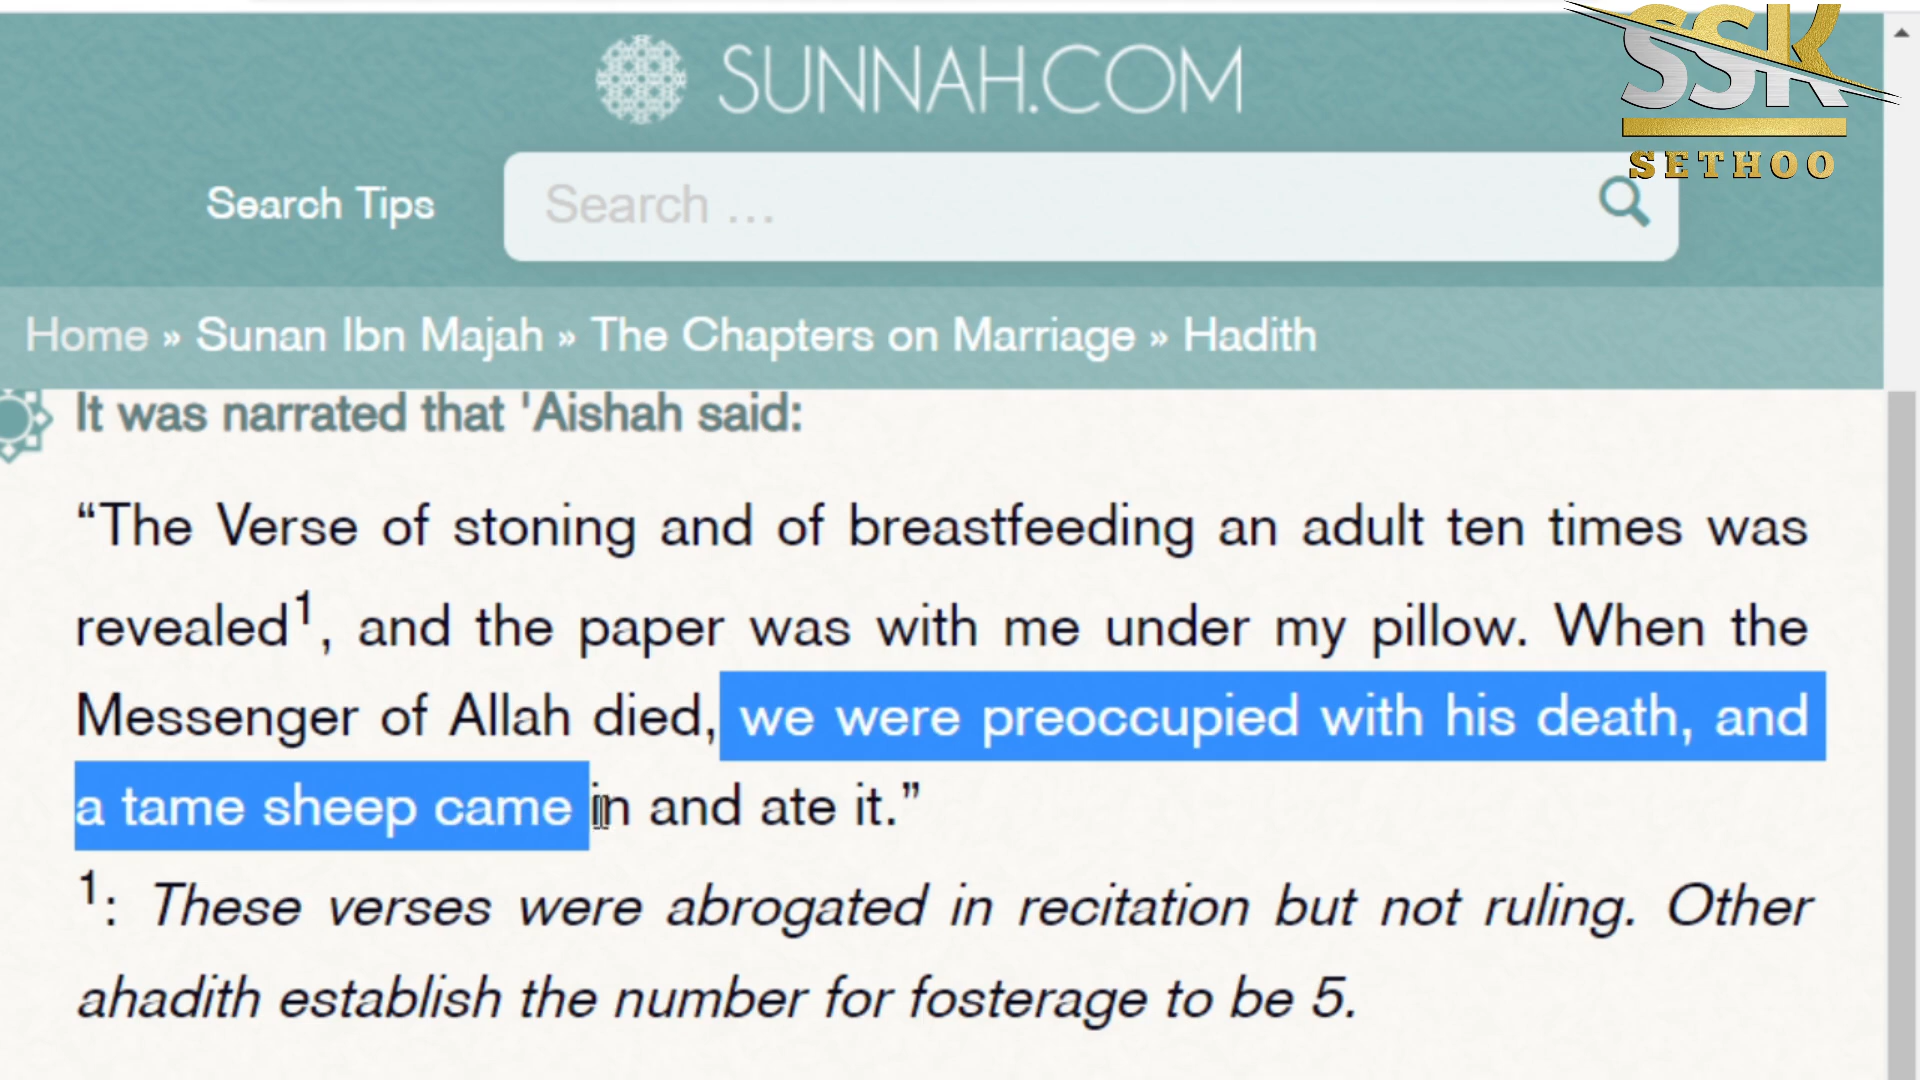 SSK
SETHOO
SUNNAH.COM
Search Tips
Search ...
Home » Sunan Ibn Majah » The Chapters on Marriage » Hadith
It was narrated that 'Aishah said:
“The Verse of stoning and of breastfeeding an adult ten times was
revealed¹, and the paper was with me under my pillow. When the
Messenger of Allah died, we were preoccupied with his death, and
a tame sheep came in and ate it.”
¹: These verses were abrogated in recitation but not ruling. Other
ahadith establish the number for fosterage to be 5.